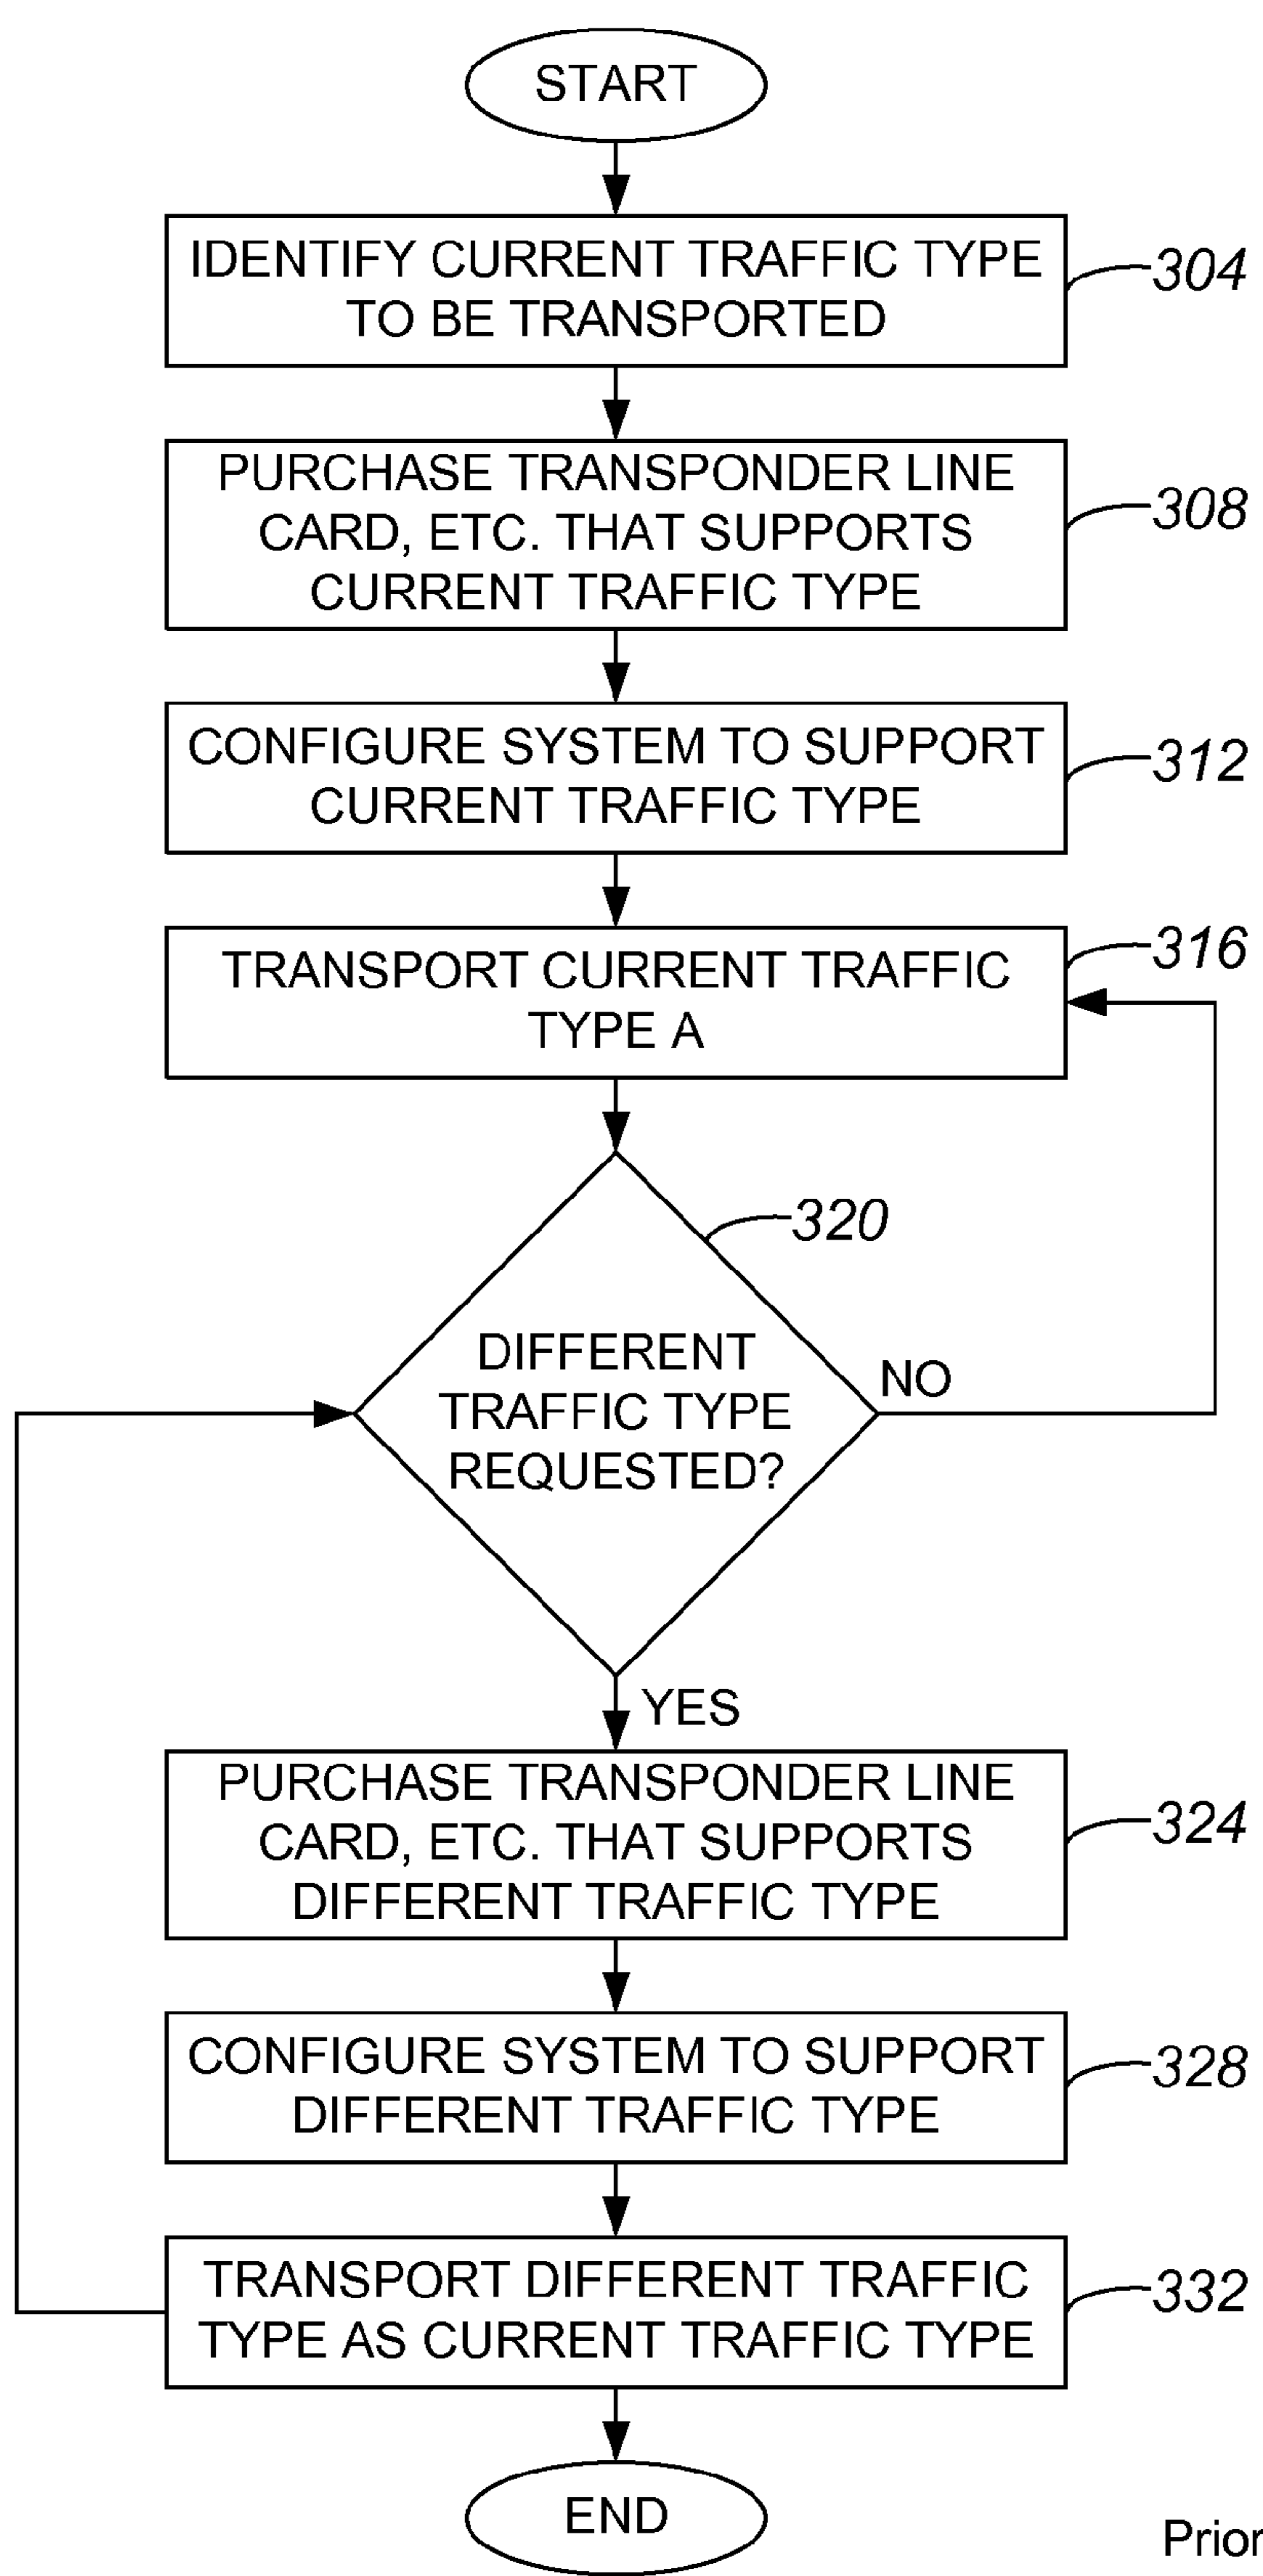 START
IDENTIFY CURRENT TRAFFIC TYPE
TO BE TRANSPORTED
304
PURCHASE TRANSPONDER LINE
CARD, ETC. THAT SUPPORTS
CURRENT TRAFFIC TYPE
308
CONFIGURE SYSTEM TO SUPPORT
CURRENT TRAFFIC TYPE
312
TRANSPORT CURRENT TRAFFIC
TYPE A
316
320
DIFFERENT
TRAFFIC TYPE
REQUESTED?
NO
YES
PURCHASE TRANSPONDER LINE
CARD, ETC. THAT SUPPORTS
DIFFERENT TRAFFIC TYPE
324
CONFIGURE SYSTEM TO SUPPORT
DIFFERENT TRAFFIC TYPE
328
TRANSPORT DIFFERENT TRAFFIC
TYPE AS CURRENT TRAFFIC TYPE
332
END
Prior